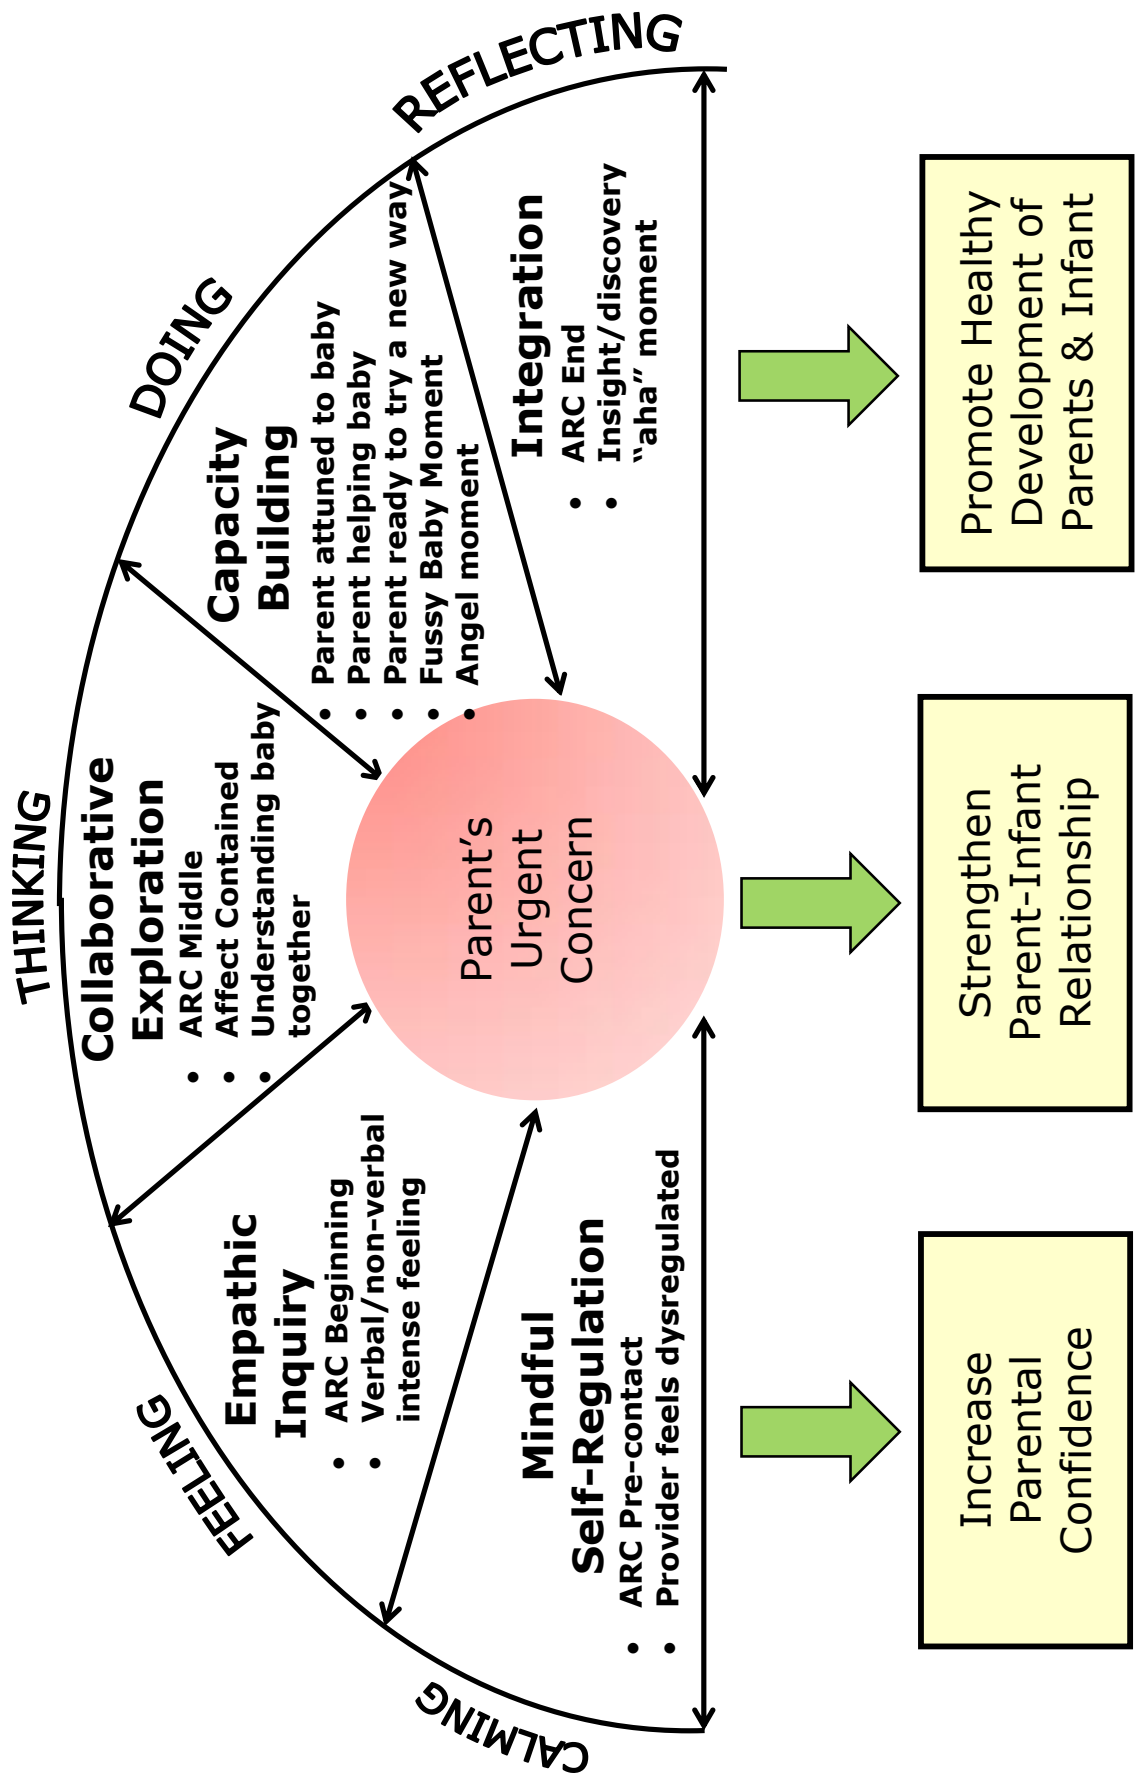 CALMING
FEELING
THINKING
DOING
REFLECTING
Mindful
Self-Regulation
• ARC Pre-contact
• Provider feels dysregulated
Empathic
Inquiry
• ARC Beginning
• Verbal/non-verbal
intense feeling
Collaborative
Exploration
• ARC Middle
• Affect Contained
• Understanding baby
together
Capacity
Building
• Parent attuned to baby
• Parent helping baby
• Parent ready to try a new way
• Fussy Baby Moment
• Angel moment
Integration
• ARC End
• Insight/discovery
“aha” moment
Parent’s
Urgent
Concern
Increase
Parental
Confidence
Strengthen
Parent-Infant
Relationship
Promote Healthy
Development of
Parents & Infant